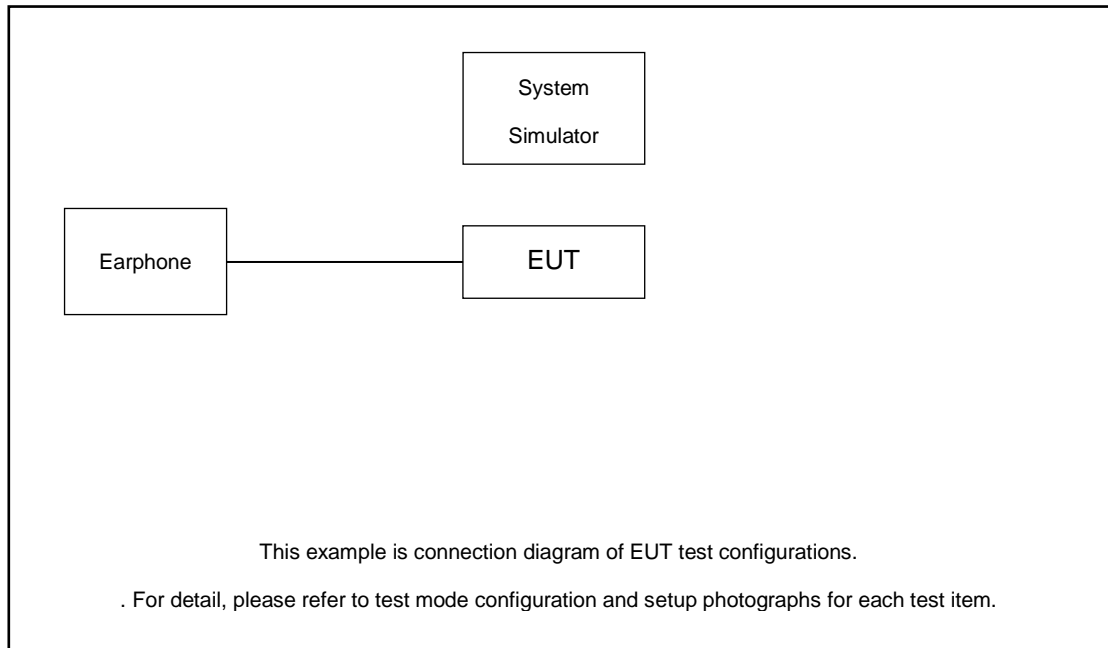 System
Simulator
Earphone
EUT
This example is connection diagram of EUT test configurations.
. For detail, please refer to test mode configuration and setup photographs for each test item.